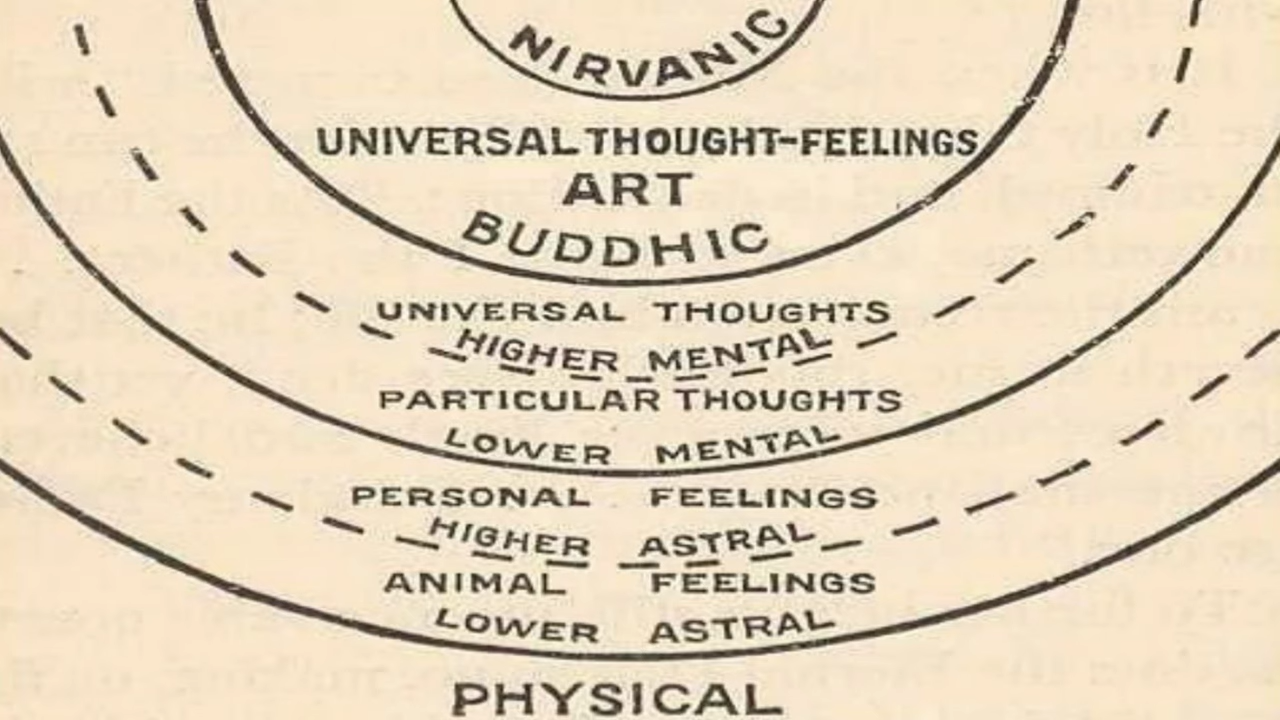 NIRVANIC
UNIVERSAL THOUGHT-FEELINGS
ART
BUDDHIC
UNIVERSAL THOUGHTS
HIGHER MENTAL
PARTICULAR THOUGHTS
LOWER MENTAL
PERSONAL FEELINGS
HIGHER ASTRAL
ANIMAL FEELINGS
LOWER ASTRAL
PHYSICAL